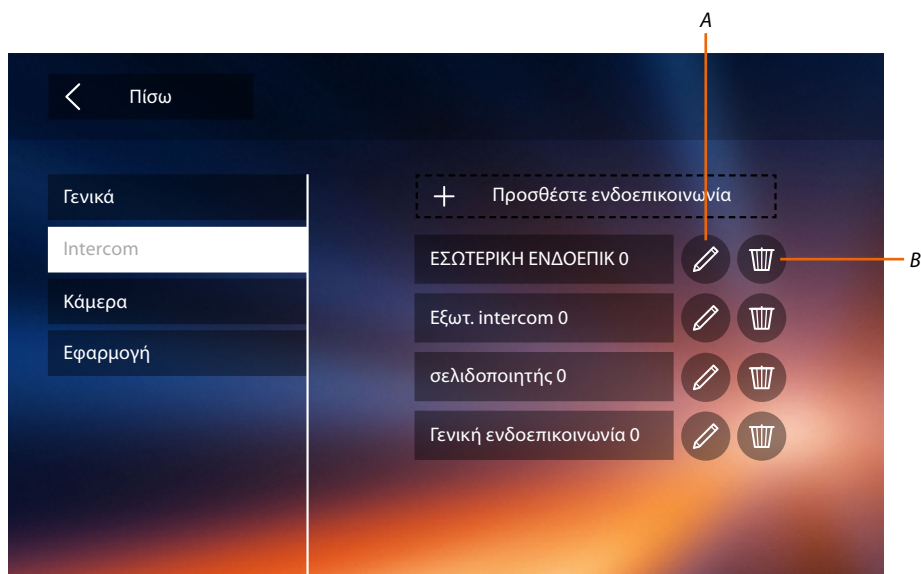 A
Πίσω
Γενικά
Intercom
Κάμερα
Εφαρμογή
Προσθέστε ενδοεπικοινωνία
ΕΣΩΤΕΡΙΚΗ ΕΝΔΟΕΠΙΚ 0
B
Εξωτ. intercom 0
σελιδοποιητής 0
Γενική ενδοεπικοινωνία 0